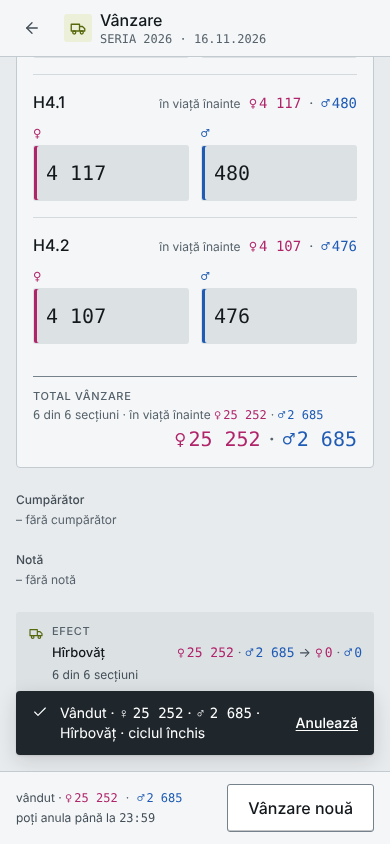 Vânzare
SERIA 2026 · 16.11.2026
H4.1 în viață înainte ♀4 117 · ♂480
♀ ♂
4 117 480
H4.2 în viață înainte ♀4 107 · ♂476
♀ ♂
4 107 476
TOTAL VÂNZARE
6 din 6 secțiuni · în viață înainte ♀25 252 · ♂2 685
♀25 252 · ♂2 685
Cumpărător
– fără cumpărător
Notă
– fără notă
EFECT
Hîrbovăț ♀25 252 · ♂2 685 → ♀0 · ♂0
6 din 6 secțiuni
Vândut · ♀ 25 252 · ♂ 2 685 ·
Hîrbovăț · ciclul închis
Anulează
vândut · ♀25 252 · ♂2 685
poți anula până la 23:59
Vânzare nouă